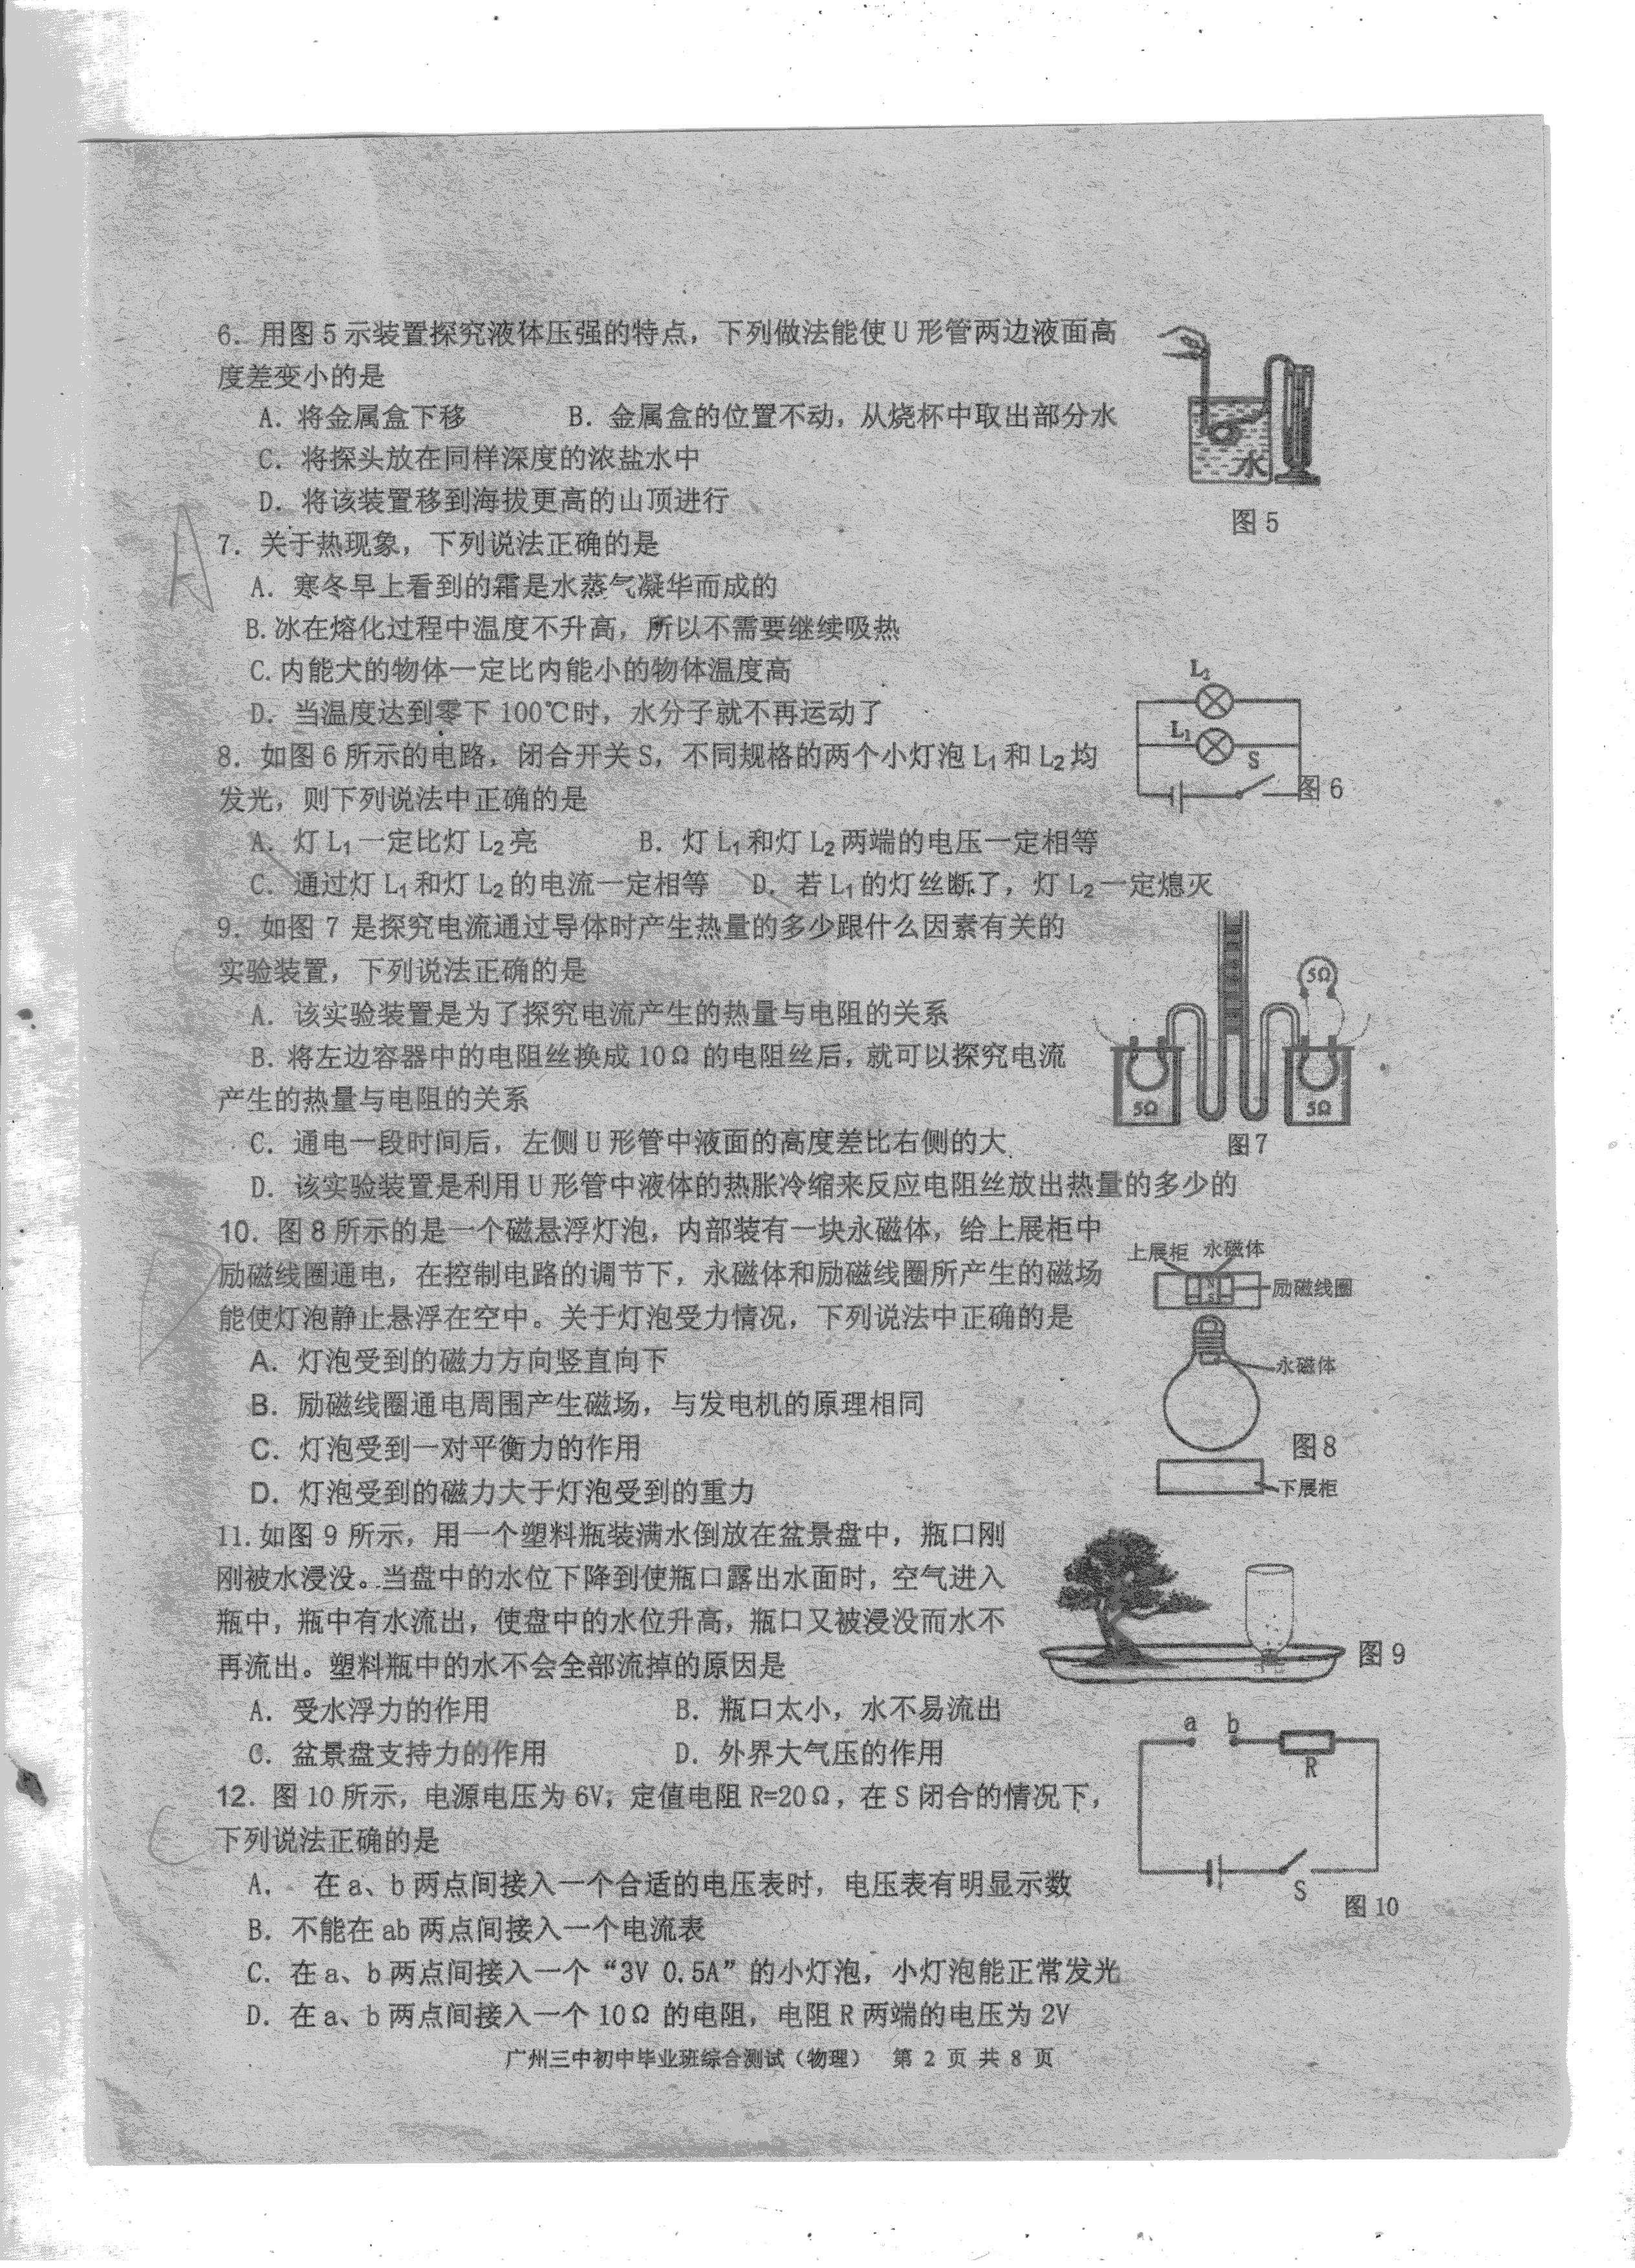 6．用图5示装置探究液体压强的特点，下列做法能使U形管两边液面高
度差变小的是
A．将金属盒下移 B．金属盒的位置不动，从烧杯中取出部分水
C．将探头放在同样深度的浓盐水中
D．将该装置移到海拔更高的山顶进行
水
图5
A
7．关于热现象，下列说法正确的是
A．寒冬早上看到的霜是水蒸气凝华而成的
B.冰在熔化过程中温度不升高，所以不需要继续吸热
C.内能大的物体一定比内能小的物体温度高
D．当温度达到零下100℃时，水分子就不再运动了
8．如图6所示的电路，闭合开关S，不同规格的两个小灯泡L1和L2均
发光，则下列说法中正确的是
A．灯L1一定比灯L2亮 B．灯L1和灯L2两端的电压一定相等
C．通过灯L1和灯L2的电流一定相等 D．若L1的灯丝断了，灯L2一定熄灭
L2
L1
S
图6
9．如图7是探究电流通过导体时产生热量的多少跟什么因素有关的
实验装置，下列说法正确的是
A．该实验装置是为了探究电流产生的热量与电阻的关系
B.将左边容器中的电阻丝换成10Ω的电阻丝后，就可以探究电流
产生的热量与电阻的关系
C．通电一段时间后，左侧U形管中液面的高度差比右侧的大
D．该实验装置是利用U形管中液体的热胀冷缩来反应电阻丝放出热量的多少的
5Ω
5Ω 5Ω
图7
10．图8所示的是一个磁悬浮灯泡，内部装有一块永磁体，给上展柜中
励磁线圈通电，在控制电路的调节下，永磁体和励磁线圈所产生的磁场
能使灯泡静止悬浮在空中。关于灯泡受力情况，下列说法中正确的是
A．灯泡受到的磁力方向竖直向下
B．励磁线圈通电周围产生磁场，与发电机的原理相同
C．灯泡受到一对平衡力的作用
D．灯泡受到的磁力大于灯泡受到的重力
上展柜 永磁体
励磁线圈
永磁体
图8
下展柜
11.如图9所示，用一个塑料瓶装满水倒放在盆景盘中，瓶口刚
刚被水浸没。当盘中的水位下降到使瓶口露出水面时，空气进入
瓶中，瓶中有水流出，使盘中的水位升高，瓶口又被浸没而水不
再流出。塑料瓶中的水不会全部流掉的原因是
A．受水浮力的作用 B．瓶口太小，水不易流出
C．盆景盘支持力的作用 D．外界大气压的作用
图9
12．图10所示，电源电压为6V，定值电阻R=20Ω，在S闭合的情况下，
下列说法正确的是
A． 在a、b两点间接入一个合适的电压表时，电压表有明显示数
B．不能在ab两点间接入一个电流表
C．在a、b两点间接入一个“3V 0.5A”的小灯泡，小灯泡能正常发光
D．在a、b两点间接入一个10Ω的电阻，电阻R两端的电压为2V
a b
R
S
图10
C
广州三中初中毕业班综合测试（物理） 第 2 页 共 8 页